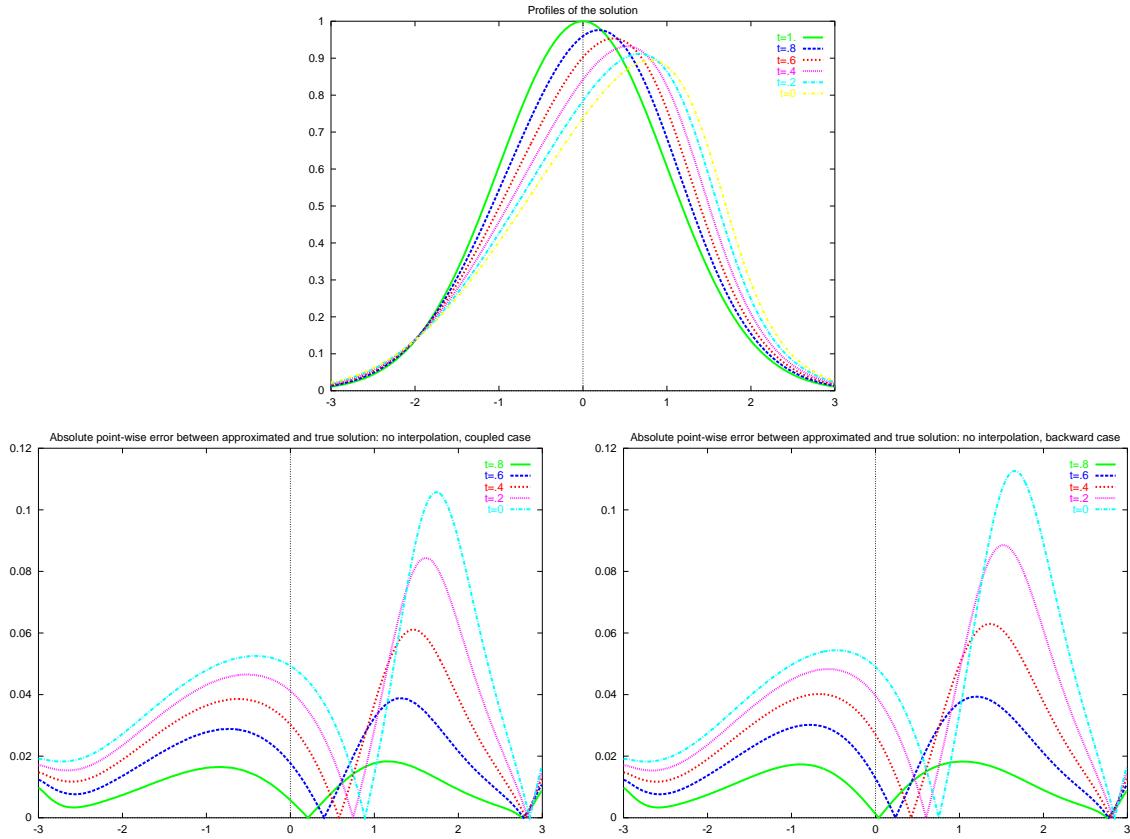 Profiles of the solution
1
0.9
0.8
0.7
0.6
0.5
0.4
0.3
0.2
0.1
0
-3
-2
-1
0
1
2
3
t=1.
t=.8
t=.6
t=.4
t=.2
t=0
Absolute point-wise error between approximated and true solution: no interpolation, coupled case
0.12
0.1
0.08
0.06
0.04
0.02
0
-3
-2
-1
0
1
2
3
t=.8
t=.6
t=.4
t=.2
t=0
Absolute point-wise error between approximated and true solution: no interpolation, backward case
0.12
0.1
0.08
0.06
0.04
0.02
0
-3
-2
-1
0
1
2
3
t=.8
t=.6
t=.4
t=.2
t=0